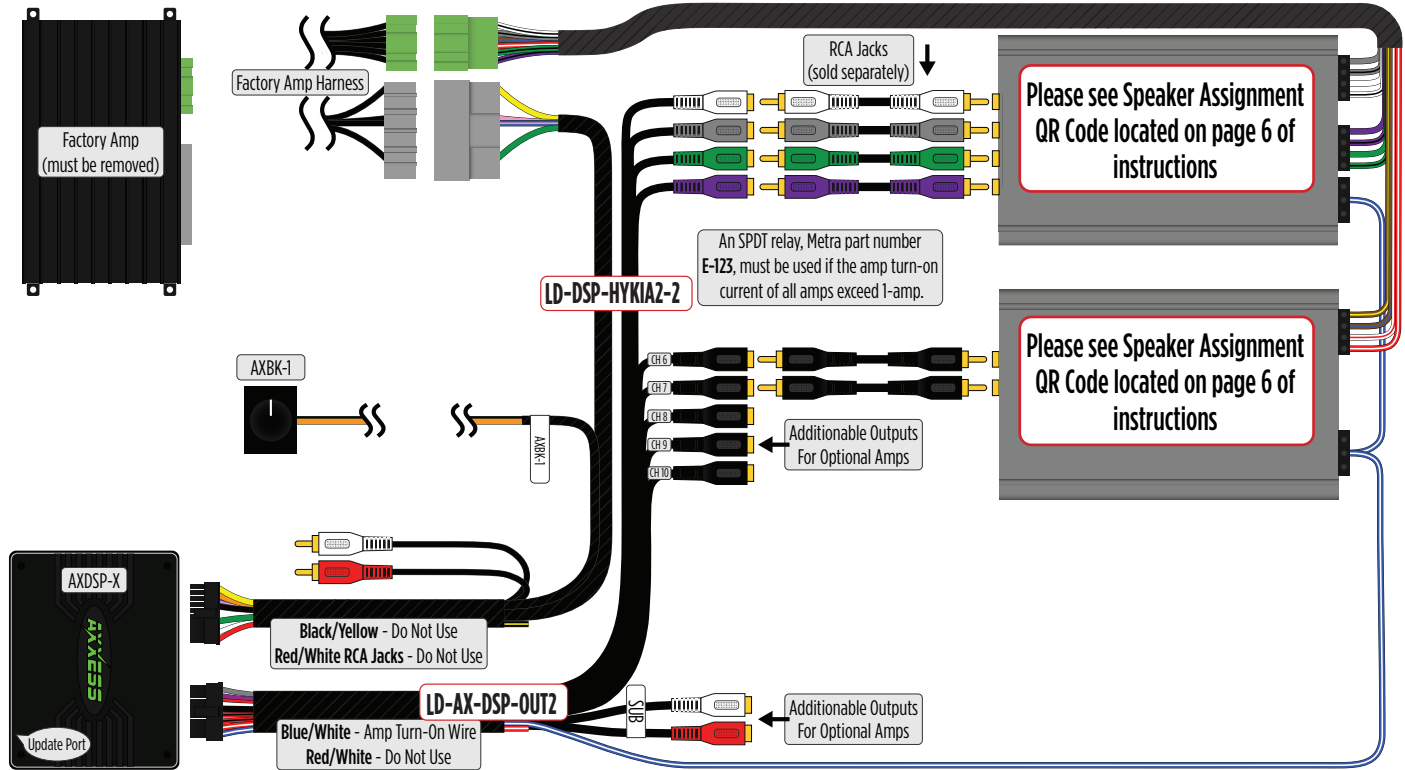 Factory Amp
(must be removed)
Factory Amp Harness
RCA Jacks
(sold separately)
Please see Speaker Assignment
QR Code located on page 6 of
instructions
An SPDT relay, Metra part number
E-123, must be used if the amp turn-on
current of all amps exceed 1-amp.
LD-DSP-HYKIA2-2
Please see Speaker Assignment
QR Code located on page 6 of
instructions
CH 6
CH 7
CH 8
CH 9
CH 10
Additionable Outputs
For Optional Amps
AXBK-1
AXBK-1
AXDSP-X
AXXESS
Update Port
Black/Yellow - Do Not Use
Red/White RCA Jacks - Do Not Use
LD-AX-DSP-OUT2
Blue/White - Amp Turn-On Wire
Red/White - Do Not Use
SUB
Additionable Outputs
For Optional Amps